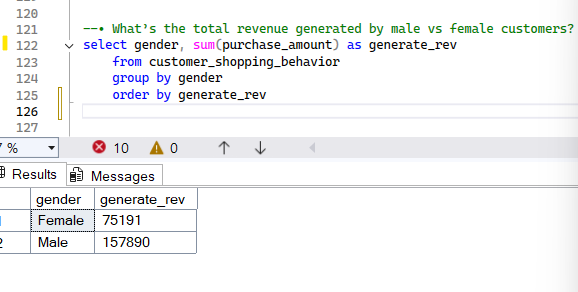 120
121 --• What's the total revenue generated by male vs female customers?
122 select gender, sum(purchase_amount) as generate_rev
123 from customer_shopping_behavior
124 group by gender
125 order by generate_rev
126
127
% 10 0
Results Messages
gender generate_rev
Female 75191
2 Male 157890